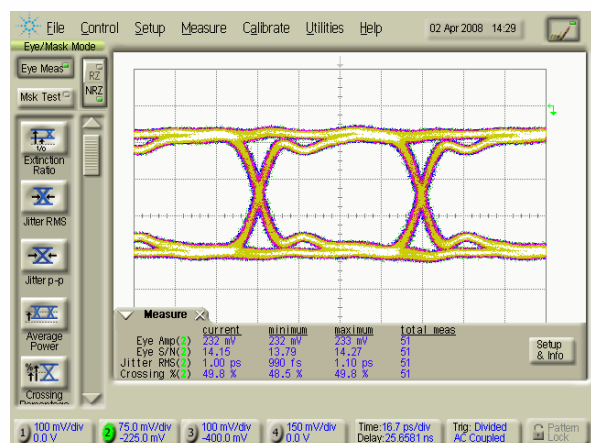 File Control Setup Measure Calibrate Utilities Help 02 Apr 2008 14:29
Eye/Mask Mode
Eye Meas
Msk Test
RZ
NRZ
Extinction
Ratio
Jitter RMS
Jitter p-p
Average
Power
Crossing
Measure
current minimum maximum total meas
Eye Amp(2) 232 mV 232 mV 233 mV 51
Eye S/N(2) 14.15 13.79 14.27 51
Jitter RMS(2) 1.00 ps 990 fs 1.10 ps 51
Crossing %(2) 49.8 % 48.5 % 49.8 % 51
Setup
& Info
1) 100 mV/div
0.0 V
2) 75.0 mV/div
-225.0 mV
3) 100 mV/div
-400.0 mV
4) 150 mV/div
0.0 V
Time:16.7 ps/div
Delay:25.6581 ns
Trig: Divided
AC Coupled
Pattern
Lock